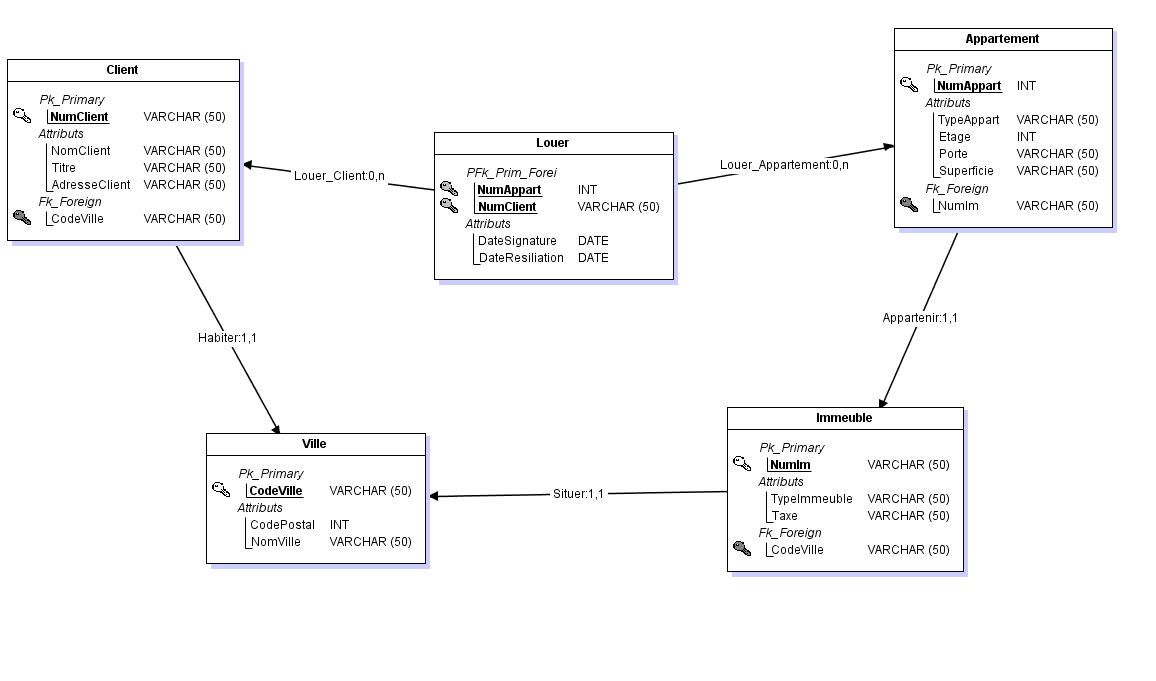 Client
Pk_Primary
NumClient VARCHAR (50)
Attributs
NomClient VARCHAR (50)
Titre VARCHAR (50)
AdresseClient VARCHAR (50)
Fk_Foreign
CodeVille VARCHAR (50)
Louer_Client:0,n
Louer
PFk_Prim_Forei
NumAppart INT
NumClient VARCHAR (50)
Attributs
DateSignature DATE
DateResiliation DATE
Louer_Appartement:0,n
Appartement
Pk_Primary
NumAppart INT
Attributs
TypeAppart VARCHAR (50)
Etage INT
Porte VARCHAR (50)
Superficie VARCHAR (50)
Fk_Foreign
NumIm VARCHAR (50)
Habiter:1,1
Appartenir:1,1
Ville
Pk_Primary
CodeVille VARCHAR (50)
Attributs
CodePostal INT
NomVille VARCHAR (50)
Situer:1,1
Immeuble
Pk_Primary
NumIm VARCHAR (50)
Attributs
TypeImmeuble VARCHAR (50)
Taxe VARCHAR (50)
Fk_Foreign
CodeVille VARCHAR (50)